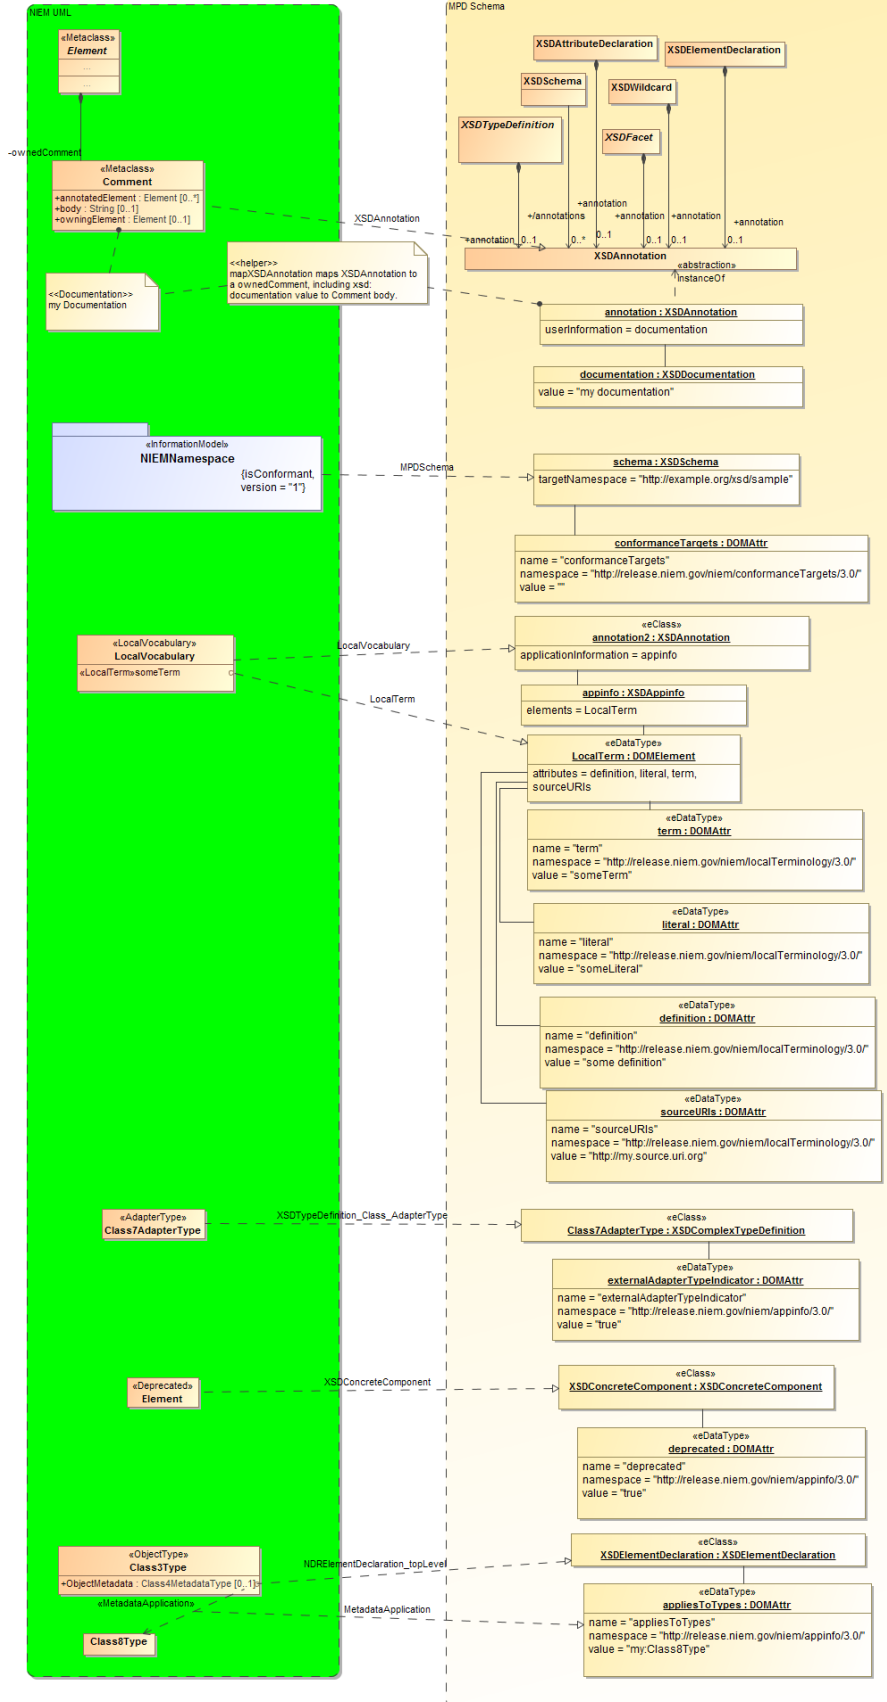 NIEM UML
MPD Schema
«Metaclass»
Element
...
...
-ownedComment
«Metaclass»
Comment
+annotatedElement : Element [0..*]
+body : String [0..1]
+owningElement : Element [0..1]
<<Documentation>>
my Documentation
<<helper>>
mapXSDAnnotation maps XSDAnnotation to
a ownedComment, including xsd:
documentation value to Comment body.
XSDAnnotation
XSDAttributeDeclaration
XSDElementDeclaration
XSDSchema
XSDWildcard
XSDTypeDefinition
XSDFacet
+annotation
+/annotations
+annotation
+annotation
+annotation
+annotation
0..1
0..*
0..1
0..1
0..1
0..1
XSDAnnotation
«abstraction»
instanceOf
annotation : XSDAnnotation
userInformation = documentation
documentation : XSDDocumentation
value = "my documentation"
«InformationModel»
NIEMNamespace
{isConformant,
version = "1"}
MPDSchema
schema : XSDSchema
targetNamespace = "http://example.org/xsd/sample"
conformanceTargets : DOMAttr
name = "conformanceTargets"
namespace = "http://release.niem.gov/niem/conformanceTargets/3.0/"
value = ""
«LocalVocabulary»
LocalVocabulary
«LocalTerm»someTerm
LocalVocabulary
LocalTerm
«eClass»
annotation2 : XSDAnnotation
applicationInformation = appinfo
appinfo : XSDAppinfo
elements = LocalTerm
«eDataType»
LocalTerm : DOMElement
attributes = definition, literal, term,
sourceURIs
«eDataType»
term : DOMAttr
name = "term"
namespace = "http://release.niem.gov/niem/localTerminology/3.0/"
value = "someTerm"
«eDataType»
literal : DOMAttr
name = "literal"
namespace = "http://release.niem.gov/niem/localTerminology/3.0/"
value = "someLiteral"
«eDataType»
definition : DOMAttr
name = "definition"
namespace = "http://release.niem.gov/niem/localTerminology/3.0/"
value = "some definition"
«eDataType»
sourceURIs : DOMAttr
name = "sourceURIs"
namespace = "http://release.niem.gov/niem/localTerminology/3.0/"
value = "http://my.source.uri.org"
«AdapterType»
Class7AdapterType
XSDTypeDefinition_Class_AdapterType
«eClass»
Class7AdapterType : XSDComplexTypeDefinition
«eDataType»
externalAdapterTypeIndicator : DOMAttr
name = "externalAdapterTypeIndicator"
namespace = "http://release.niem.gov/niem/appinfo/3.0/"
value = "true"
«Deprecated»
Element
XSDConcreteComponent
«eClass»
XSDConcreteComponent : XSDConcreteComponent
«eDataType»
deprecated : DOMAttr
name = "deprecated"
namespace = "http://release.niem.gov/niem/appinfo/3.0/"
value = "true"
«ObjectType»
Class3Type
+ObjectMetadata : Class4MetadataType [0..1]
NDRElementDeclaration_topLevel
«MetadataApplication»
MetadataApplication
Class8Type
«eClass»
XSDElementDeclaration : XSDElementDeclaration
«eDataType»
appliesToTypes : DOMAttr
name = "appliesToTypes"
namespace = "http://release.niem.gov/niem/appinfo/3.0/"
value = "my:Class8Type"